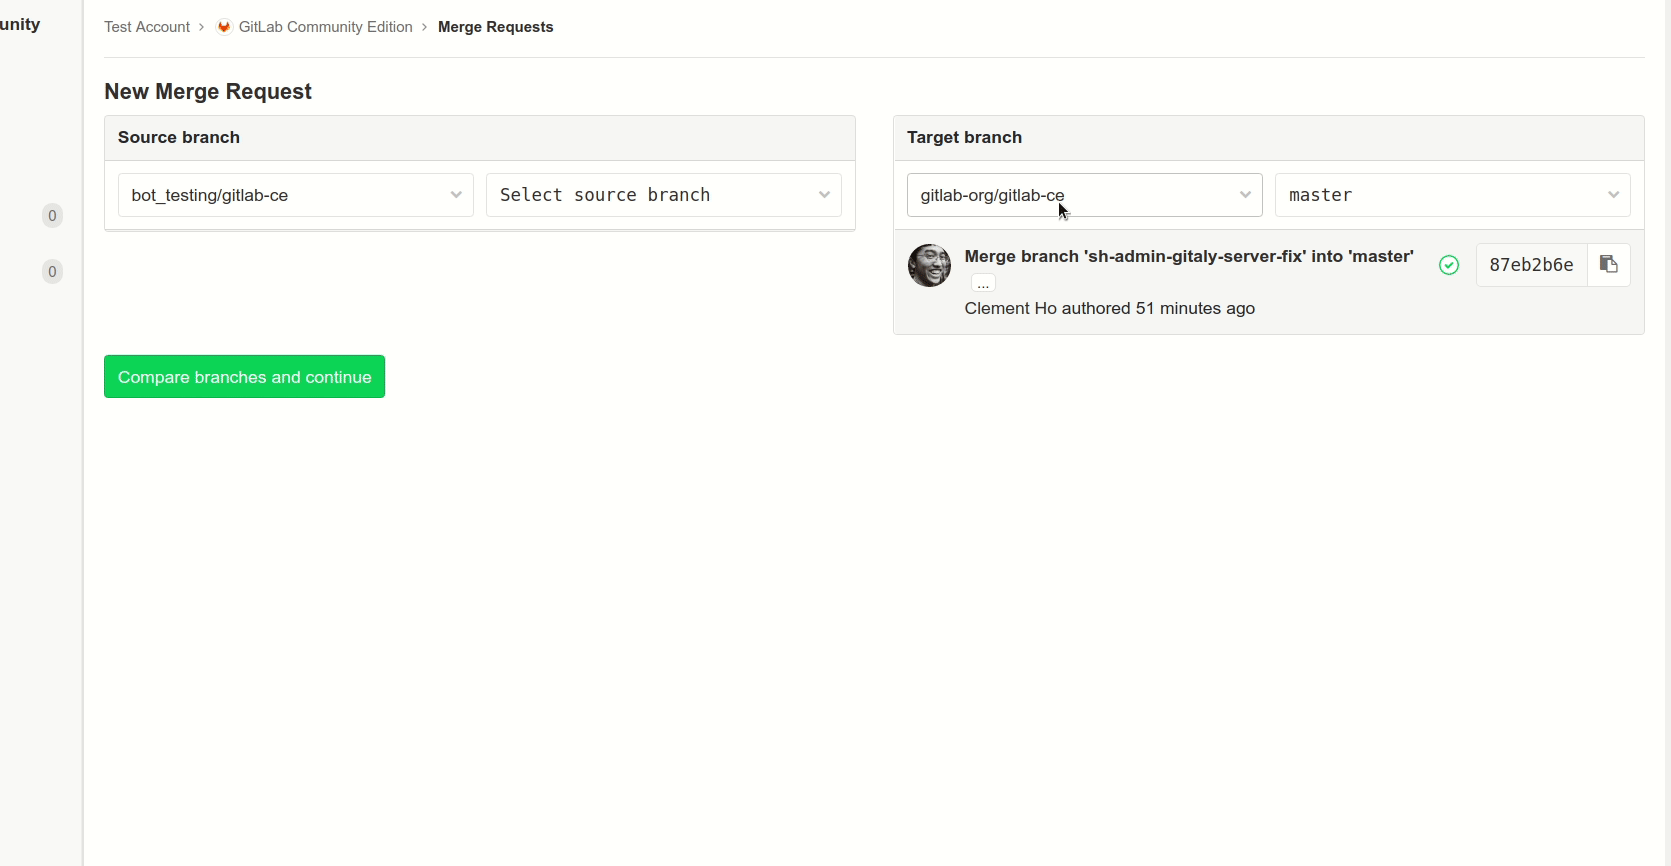 unity
Test Account › GitLab Community Edition › Merge Requests
New Merge Request
Source branch
bot_testing/gitlab-ce
Select source branch
Target branch
gitlab-org/gitlab-ce
master
0
0
Merge branch 'sh-admin-gitaly-server-fix' into 'master'
...
Clement Ho authored 51 minutes ago
87eb2b6e
Compare branches and continue